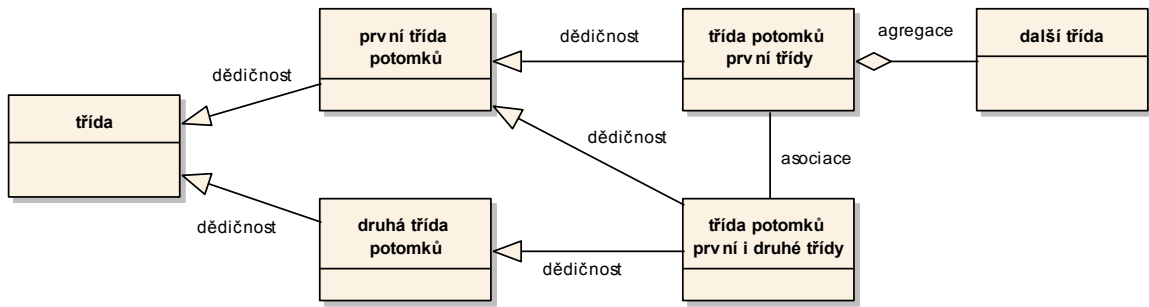 třída
dědičnost
dědičnost
první třída
potomků
druhá třída
potomků
dědičnost
dědičnost
dědičnost
třída potomků
první třídy
asociace
třída potomků
první i druhé třídy
agregace
další třída